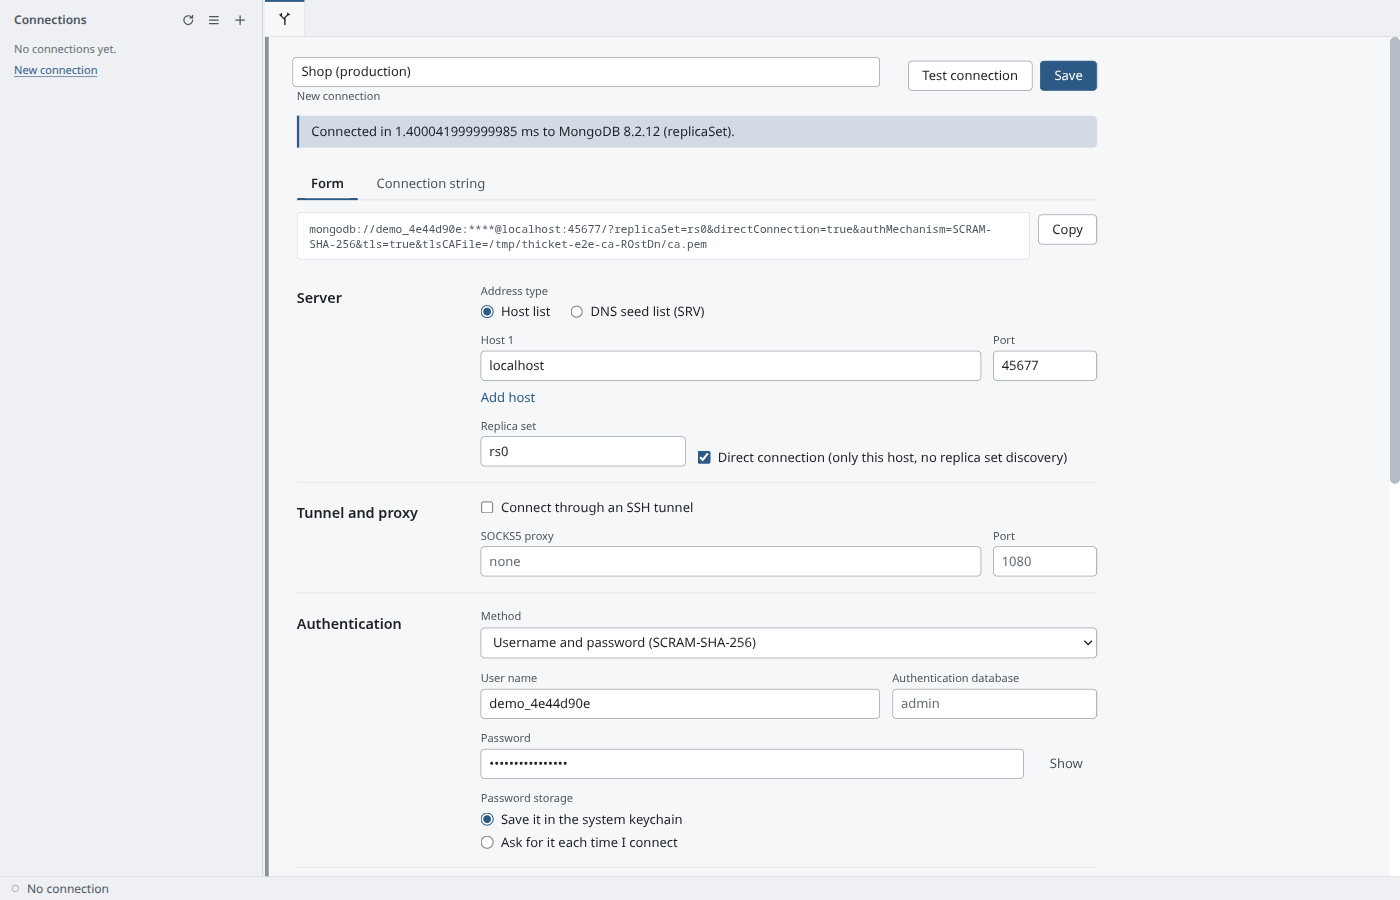 Connections
No connections yet.
New connection
Shop (production)
Test connection
Save
New connection
Connected in 1.400041999999985 ms to MongoDB 8.2.12 (replicaSet).
Form
Connection string
mongodb://demo_4e44d90e:****@localhost:45677/?replicaSet=rs0&directConnection=true&authMechanism=SCRAM-
SHA-256&tls=true&tlsCAFile=/tmp/thicket-e2e-ca-ROstDn/ca.pem
Copy
Server
Address type
Host list
DNS seed list (SRV)
Host 1
Port
localhost
45677
Add host
Replica set
rs0
Direct connection (only this host, no replica set discovery)
Tunnel and proxy
Connect through an SSH tunnel
SOCKS5 proxy
Port
none
1080
Authentication
Method
Username and password (SCRAM-SHA-256)
User name
Authentication database
demo_4e44d90e
admin
Password
••••••••••••••••
Show
Password storage
Save it in the system keychain
Ask for it each time I connect
No connection